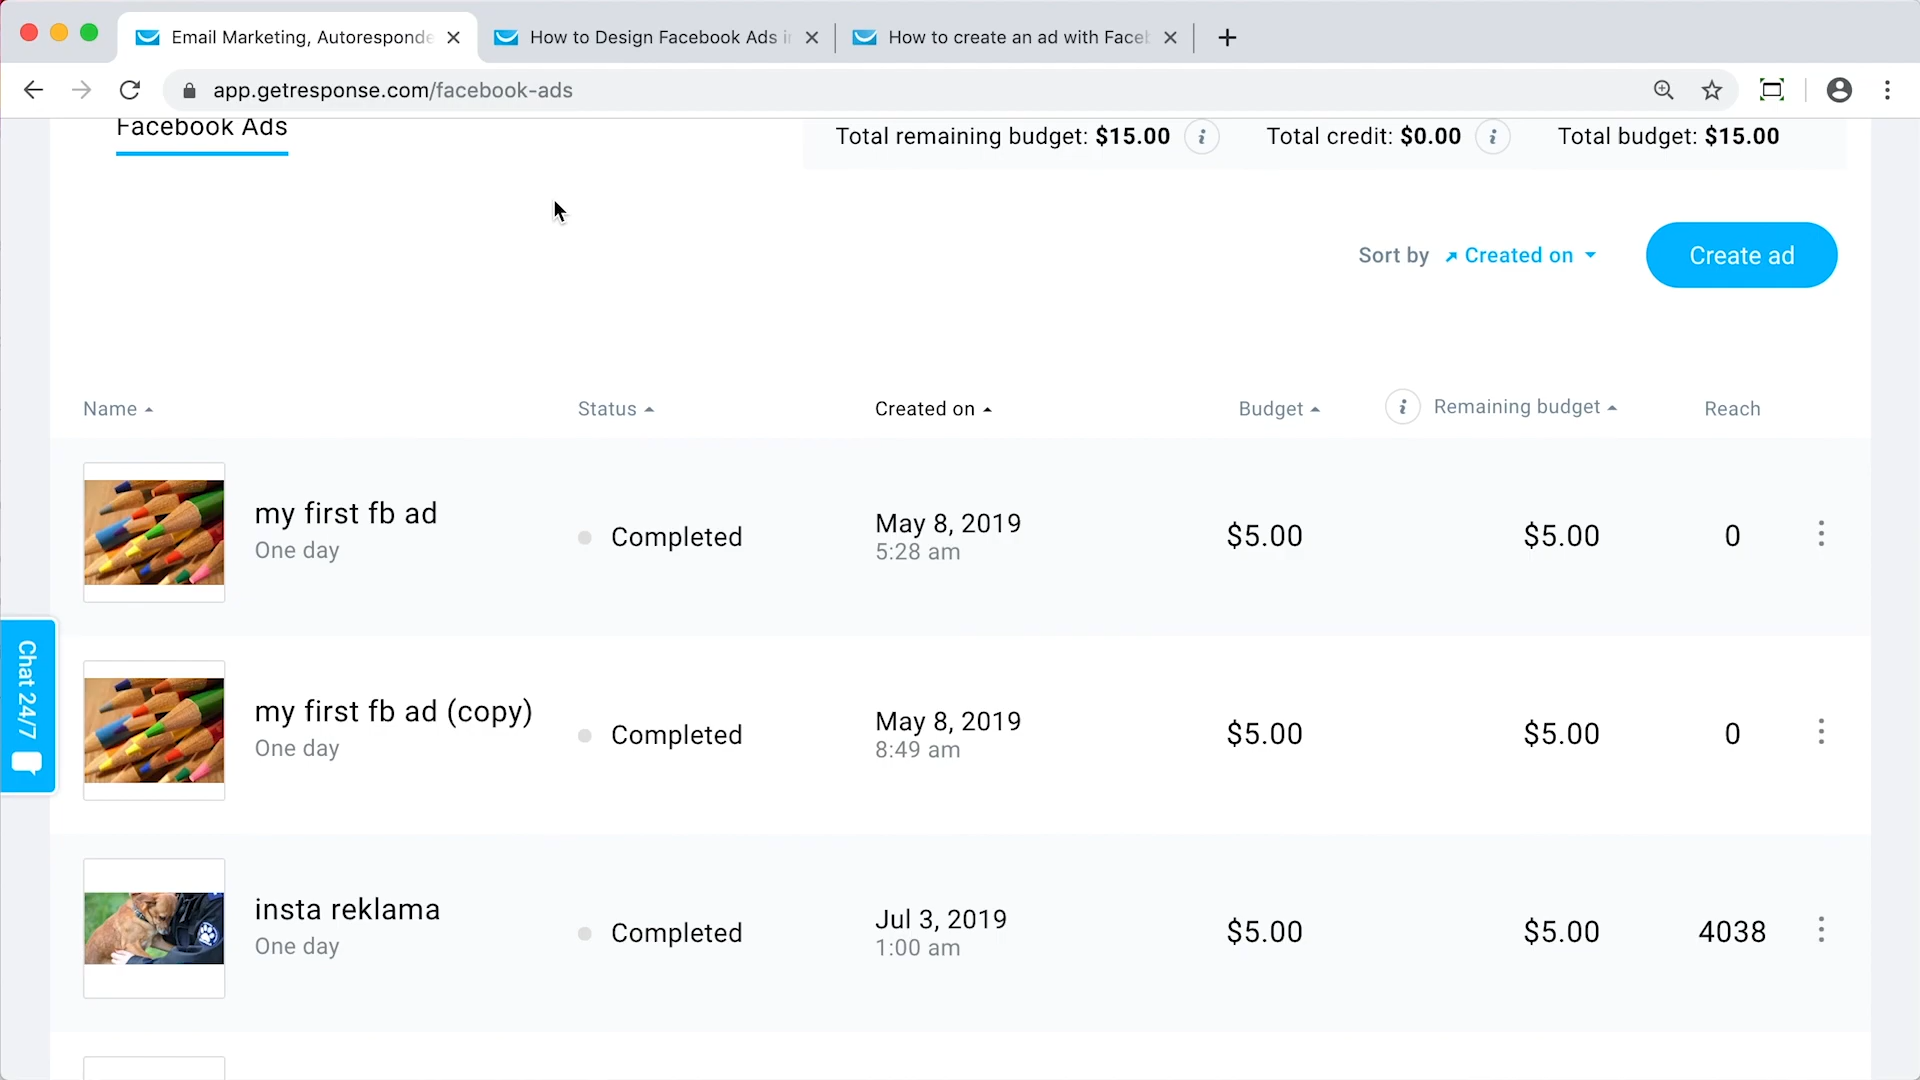 Email Marketing, Autoresponde
How to Design Facebook Ads i
How to create an ad with Faceb
app.getresponse.com/facebook-ads
Facebook Ads
Total remaining budget: $15.00
Total credit: $0.00
Total budget: $15.00
Sort by Created on
Create ad
Name
Status
Created on
Budget
Remaining budget
Reach
my first fb ad
One day
Completed
May 8, 2019
5:28 am
$5.00
$5.00
0
my first fb ad (copy)
One day
Completed
May 8, 2019
8:49 am
$5.00
$5.00
0
insta reklama
One day
Completed
Jul 3, 2019
1:00 am
$5.00
$5.00
4038
Chat 24/7